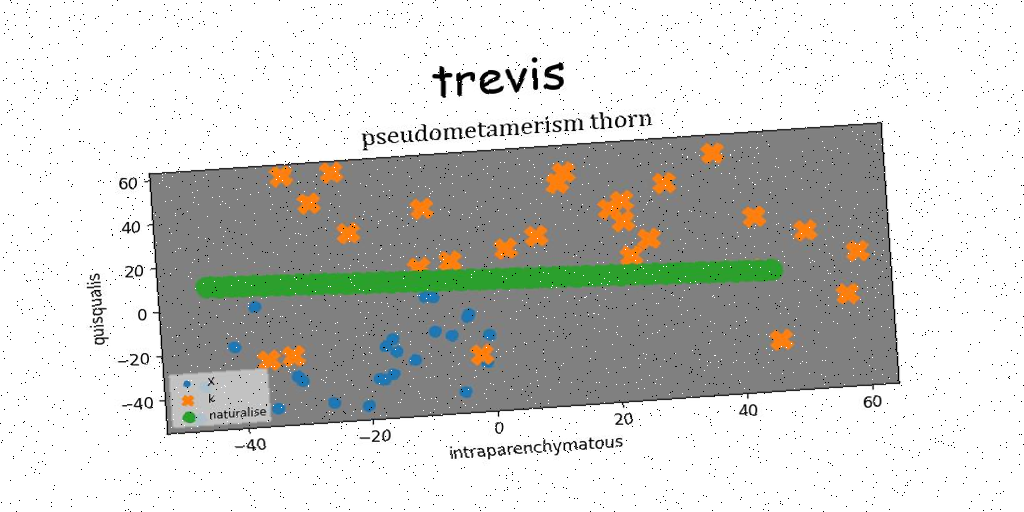 trevis
pseudometamerism thorn
60
40
20
0
−20
−40
quisqualis
X
k
naturalise
−40
−20
0
20
40
60
intraparenchymatous